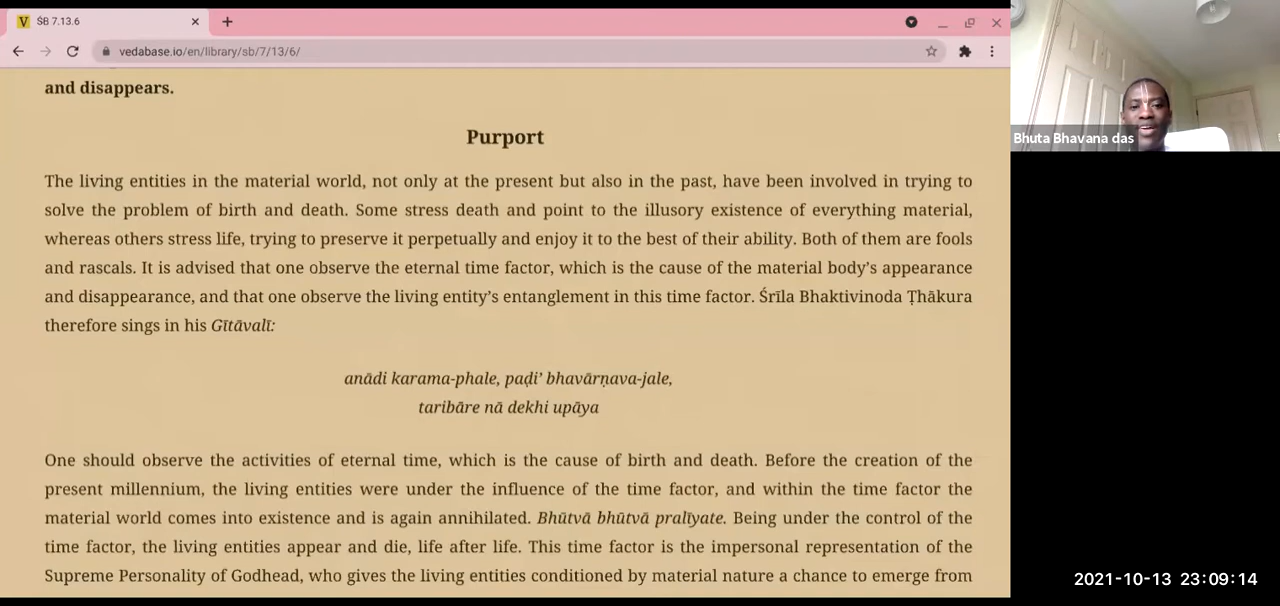 ŚB 7.13.6
vedabase.io/en/library/sb/7/13/6/
and disappears.
Purport
The living entities in the material world, not only at the present but also in the past, have been involved in trying to
solve the problem of birth and death. Some stress death and point to the illusory existence of everything material,
whereas others stress life, trying to preserve it perpetually and enjoy it to the best of their ability. Both of them are fools
and rascals. It is advised that one observe the eternal time factor, which is the cause of the material body’s appearance
and disappearance, and that one observe the living entity’s entanglement in this time factor. Śrīla Bhaktivinoda Ṭhākura
therefore sings in his Gītāvalī:
anādi karama-phale, paḍi’ bhavārṇava-jale,
taribāre nā dekhi upāya
One should observe the activities of eternal time, which is the cause of birth and death. Before the creation of the
present millennium, the living entities were under the influence of the time factor, and within the time factor the
material world comes into existence and is again annihilated. Bhūtvā bhūtvā pralīyate. Being under the control of the
time factor, the living entities appear and die, life after life. This time factor is the impersonal representation of the
Supreme Personality of Godhead, who gives the living entities conditioned by material nature a chance to emerge from
Bhuta Bhavana das
2021-10-13 23:09:14